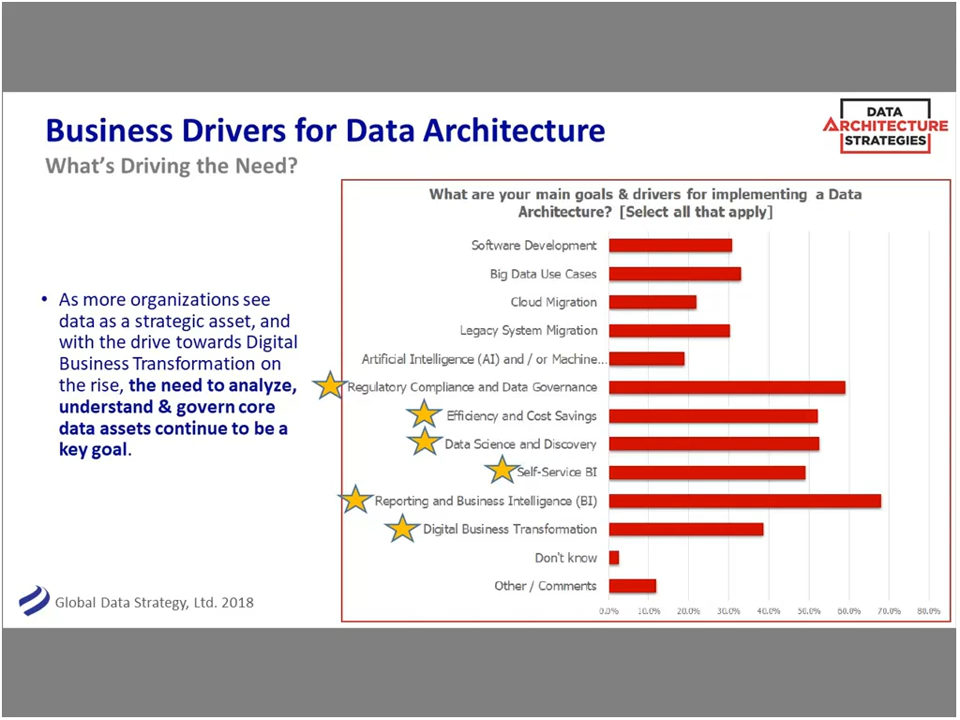 Business Drivers for Data Architecture
What's Driving the Need?
DATA
ARCHITECTURE
STRATEGIES
• As more organizations see
data as a strategic asset, and
with the drive towards Digital
Business Transformation on
the rise, the need to analyze,
understand & govern core
data assets continue to be a
key goal.
What are your main goals & drivers for implementing a Data
Architecture? [Select all that apply]
Software Development
Big Data Use Cases
Cloud Migration
Legacy System Migration
Artificial Intelligence (AI) and / or Machine...
Regulatory Compliance and Data Governance
Efficiency and Cost Savings
Data Science and Discovery
Self-Service BI
Reporting and Business Intelligence (BI)
Digital Business Transformation
Don't know
Other / Comments
0.0% 10.0% 20.0% 30.0% 40.0% 50.0% 60.0% 70.0% 80.0%
Global Data Strategy, Ltd. 2018